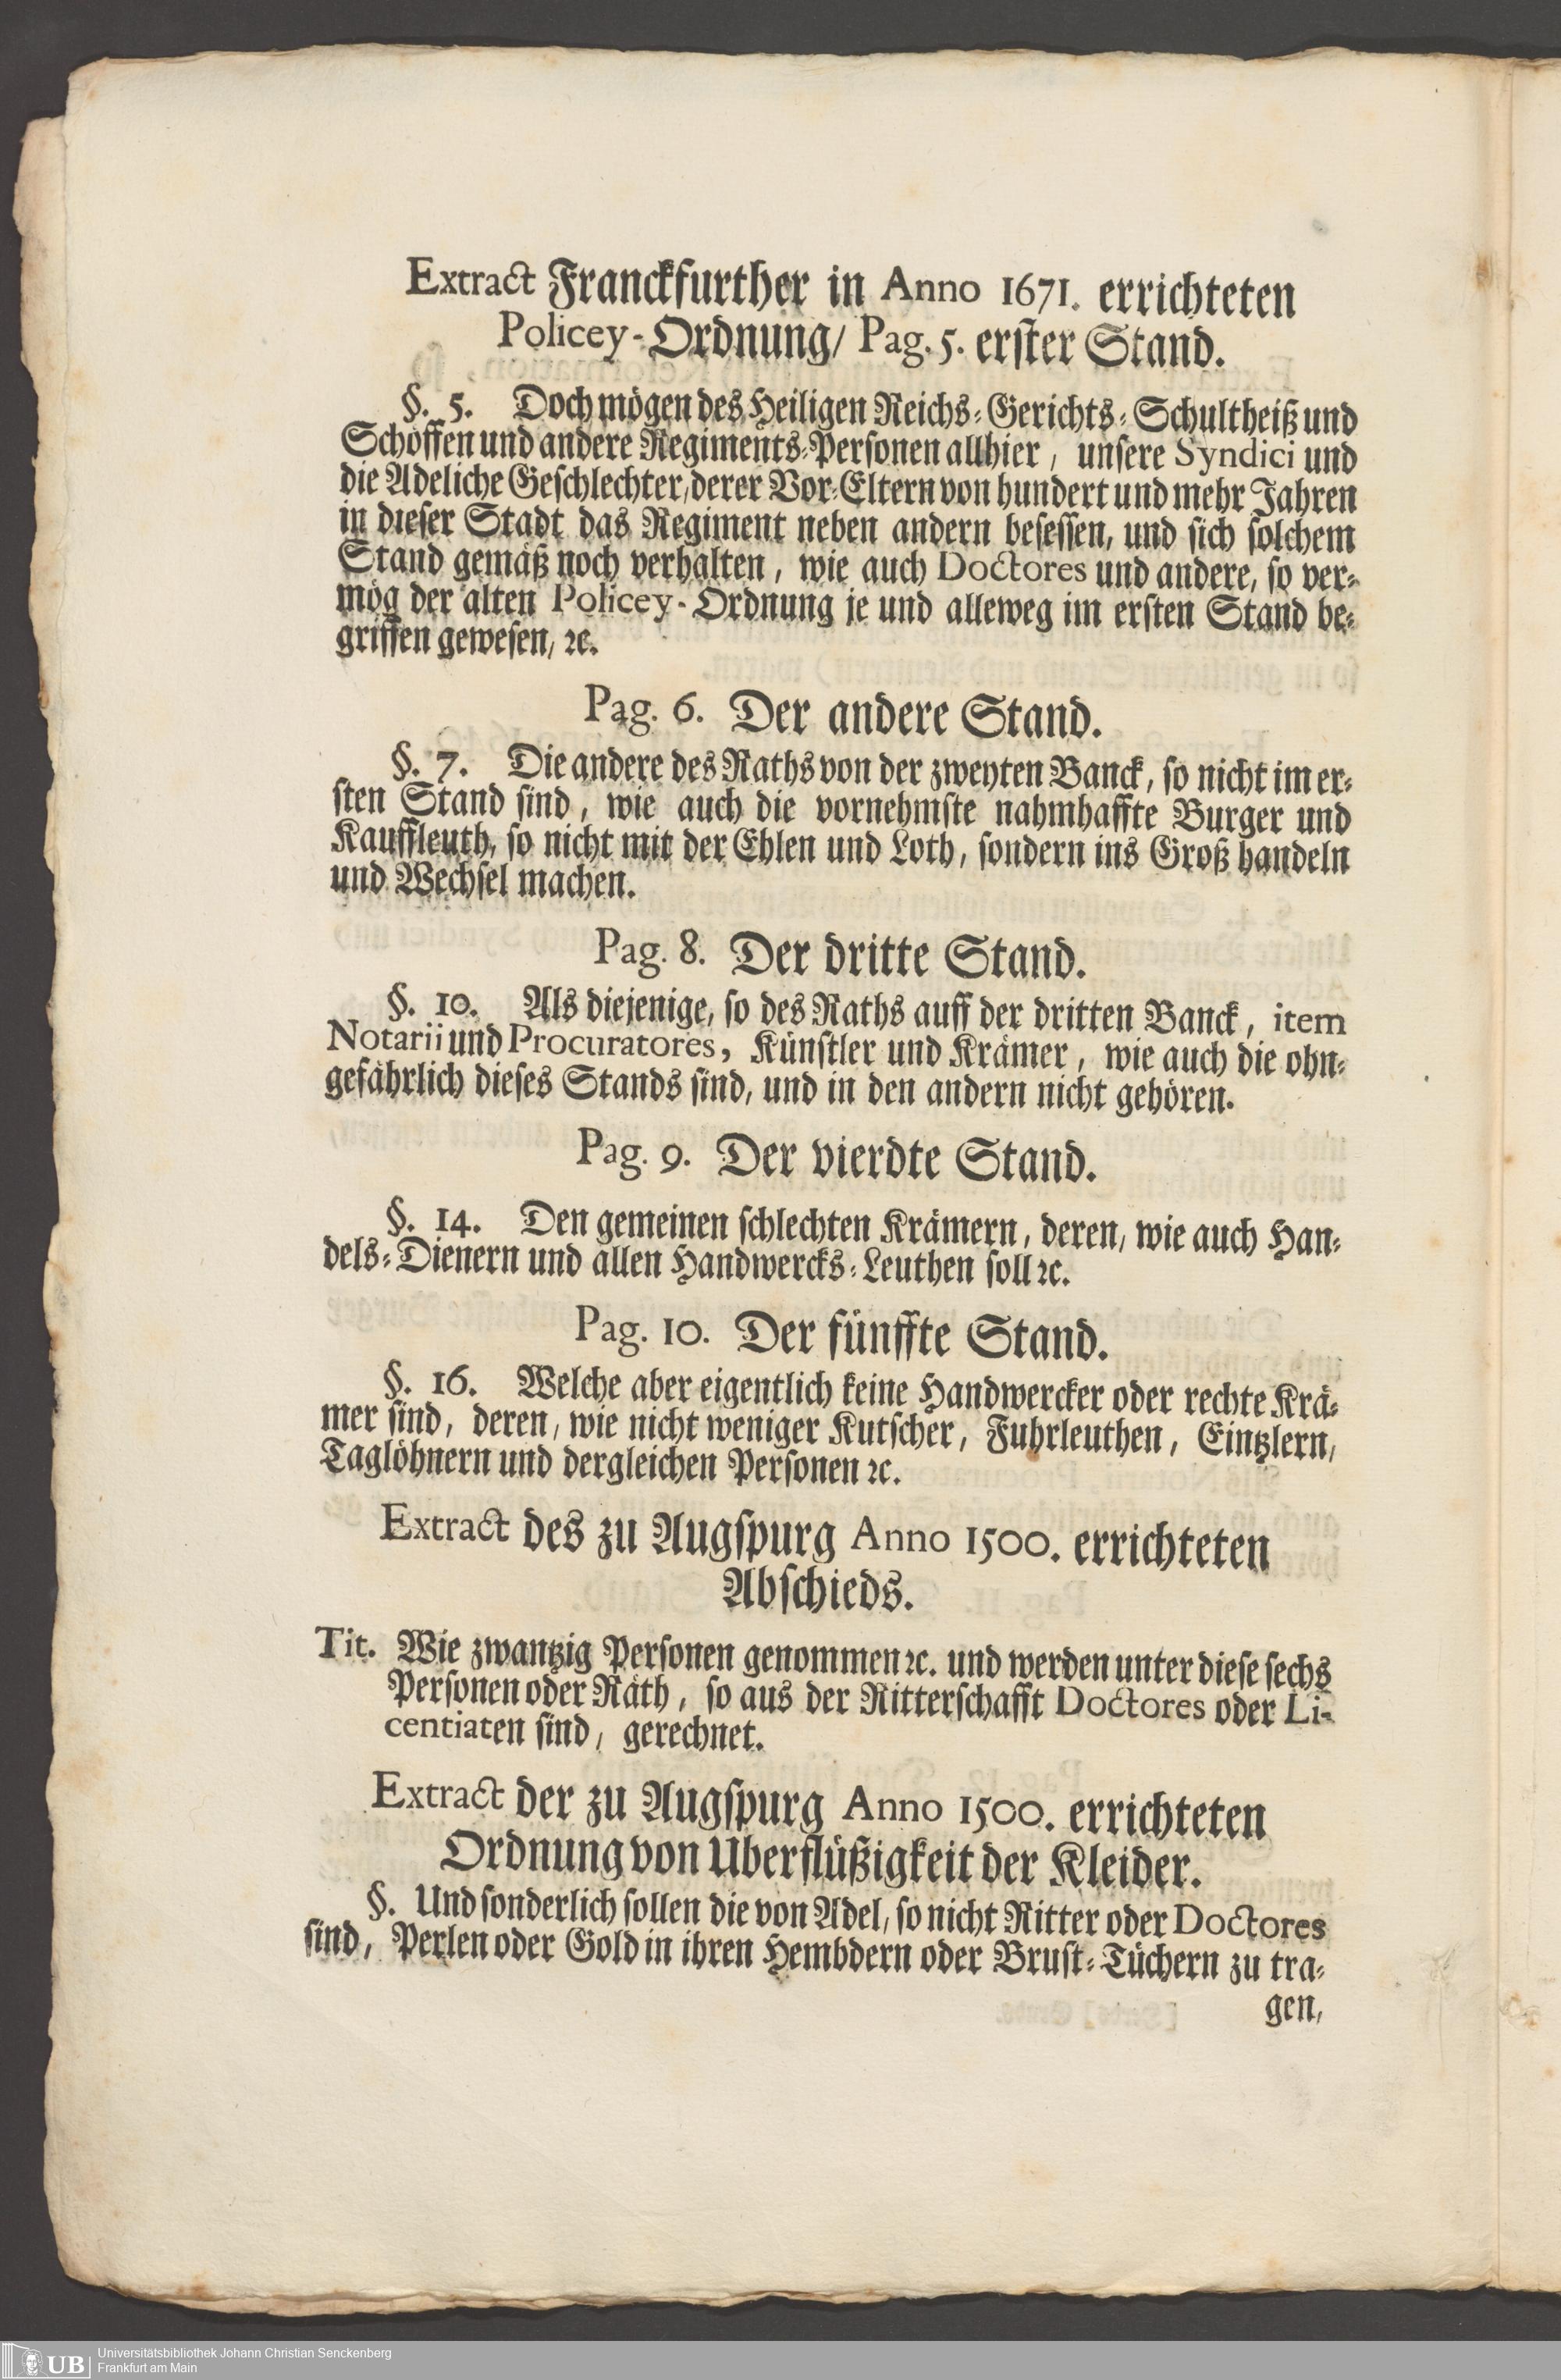 Extract Franckfurther in Anno 1671. errichteten
Policey-Ordnung/ Pag. 5. erster Stand.
§. 5. Doch mögen des Heiligen Reichs-Gerichts-Schultheiß und
Schöffen und andere Regiments-Personen allhier, unsere Syndici und
die Adeliche Geschlechter, derer Vor-Eltern von hundert und mehr Jahren
in dieser Stadt das Regiment neben andern besessen, und sich solchem
Stand gemäß noch verhalten, wie auch Doctores und andere, so ver-
mög der alten Policey-Ordnung je und alleweg im ersten Stand be-
griffen gewesen, ꝛc.
Pag. 6. Der andere Stand.
§. 7. Die andere des Raths von der zweyten Banck, so nicht im er-
sten Stand sind, wie auch die vornehmste nahmhaffte Burger und
Kauffleuth, so nicht mit der Ehlen und Loth, sondern ins Groß handeln
und Wechsel machen.
Pag. 8. Der dritte Stand.
§. 10. Als diejenige, so des Raths auff der dritten Banck, item
Notarii und Procuratores, Künstler und Krämer, wie auch die ohn-
gefährlich dieses Stands sind, und in den andern nicht gehören.
Pag. 9. Der vierdte Stand.
§. 14. Den gemeinen schlechten Krämern, deren, wie auch Han-
dels-Dienern und allen Handwercks-Leuthen soll ꝛc.
Pag. 10. Der fünffte Stand.
§. 16. Welche aber eigentlich keine Handwercker oder rechte Krä-
mer sind, deren, wie nicht weniger Kutscher, Fuhrleuthen, Eintzlern,
Taglöhnern und dergleichen Personen ꝛc.
Extract des zu Augspurg Anno 1500. errichteten
Abschieds.
Tit. Wie zwantzig Personen genommen ꝛc. und werden unter diese sechs
Personen oder Räth, so aus der Ritterschafft Doctores oder Li-
centiaten sind, gerechnet.
Extract der zu Augspurg Anno 1500. errichteten
Ordnung von Uberflüßigkeit der Kleider.
§. Und sonderlich sollen die von Adel, so nicht Ritter oder Doctores
sind, Perlen oder Gold in ihren Hembdern oder Brust-Tüchern zu tra-
gen,
UB
Universitätsbibliothek Johann Christian Senckenberg
Frankfurt am Main